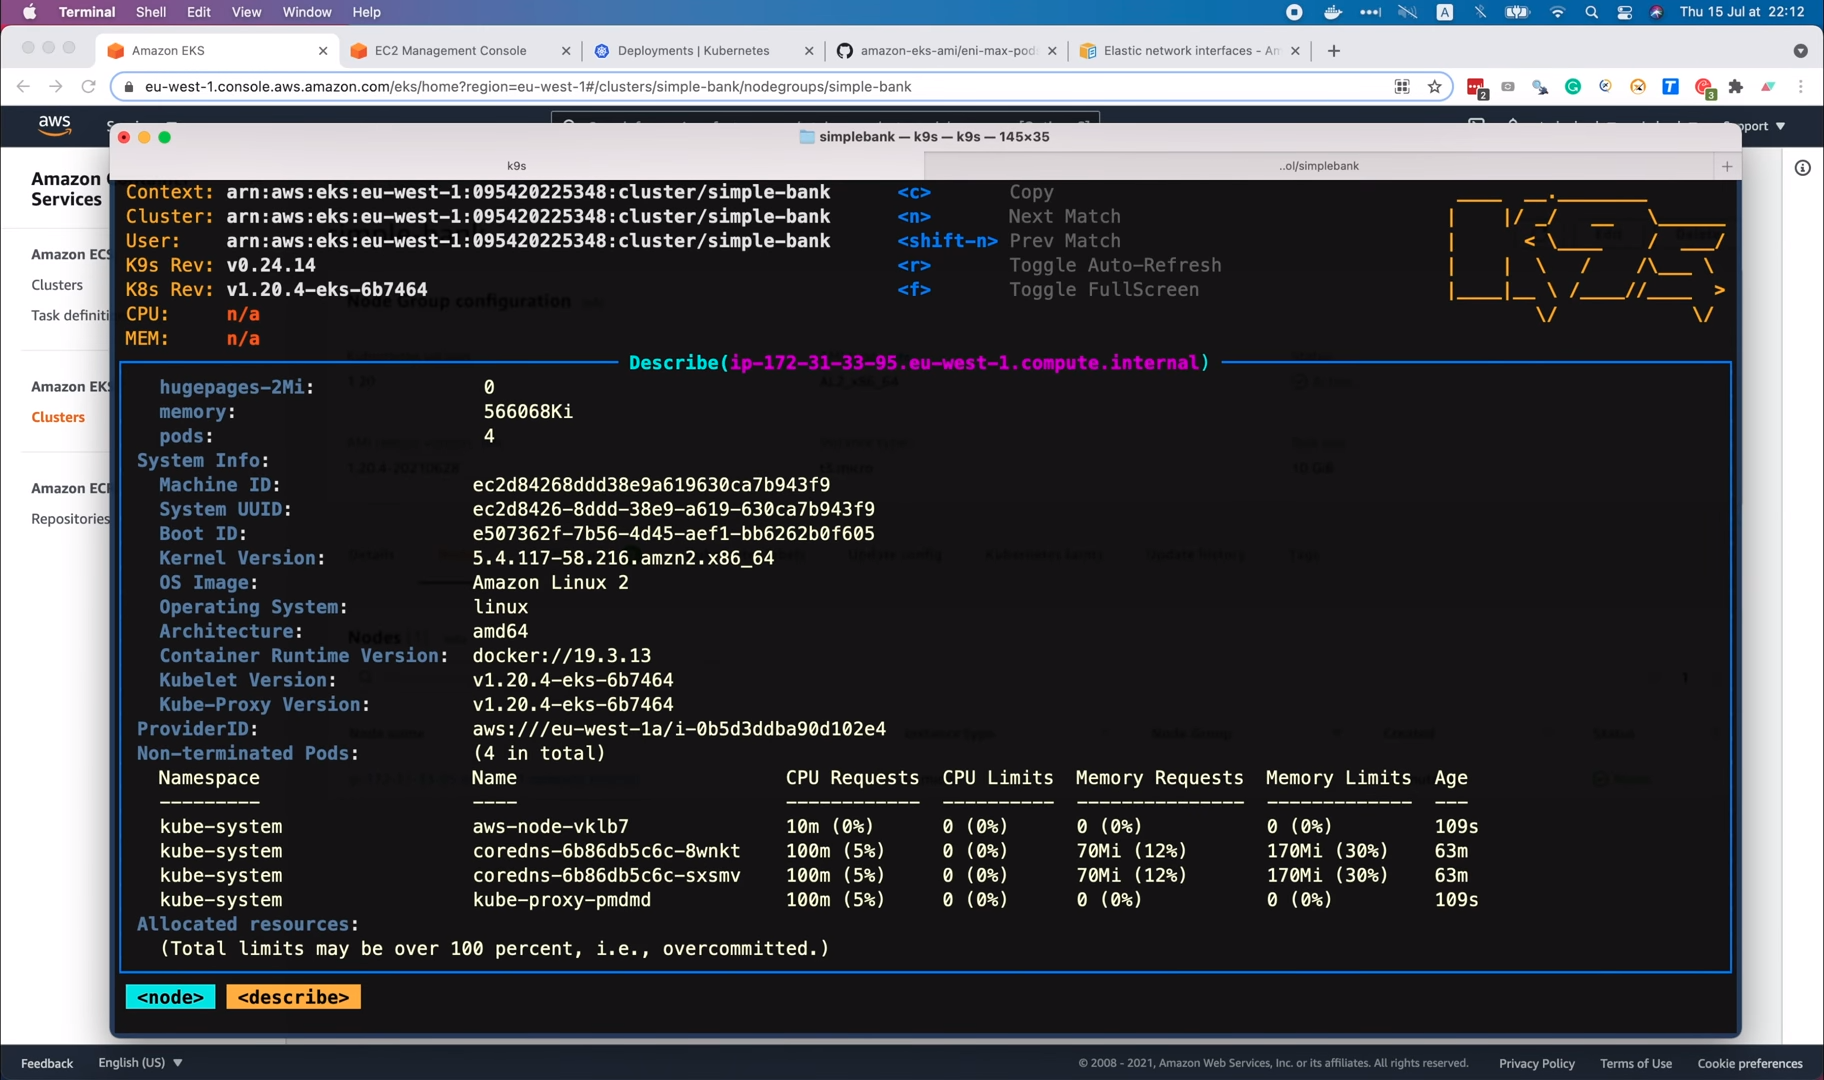 Terminal Shell Edit View Window Help
A
Thu 15 Jul at 22:12
Amazon EKS
EC2 Management Console
Deployments | Kubernetes
amazon-eks-ami/eni-max-pod
Elastic network interfaces - Am
eu-west-1.console.aws.amazon.com/eks/home?region=eu-west-1#/clusters/simple-bank/nodegroups/simple-bank
aws
simplebank — k9s — k9s — 145×35
k9s
..ol/simplebank
Amazon
Services
Amazon ECS
Clusters
Task definiti
Amazon EKS
Clusters
Amazon ECR
Repositories
Context: arn:aws:eks:eu-west-1:095420225348:cluster/simple-bank <c> Copy
Cluster: arn:aws:eks:eu-west-1:095420225348:cluster/simple-bank <n> Next Match
User: arn:aws:eks:eu-west-1:095420225348:cluster/simple-bank <shift-n> Prev Match
K9s Rev: v0.24.14 <r> Toggle Auto-Refresh
K8s Rev: v1.20.4-eks-6b7464 <f> Toggle FullScreen
CPU: n/a
MEM: n/a
Describe(ip-172-31-33-95.eu-west-1.compute.internal)
hugepages-2Mi: 0
memory: 566068Ki
pods: 4
System Info:
Machine ID: ec2d84268ddd38e9a619630ca7b943f9
System UUID: ec2d8426-8ddd-38e9-a619-630ca7b943f9
Boot ID: e507362f-7b56-4d45-aef1-bb6262b0f605
Kernel Version: 5.4.117-58.216.amzn2.x86_64
OS Image: Amazon Linux 2
Operating System: linux
Architecture: amd64
Container Runtime Version: docker://19.3.13
Kubelet Version: v1.20.4-eks-6b7464
Kube-Proxy Version: v1.20.4-eks-6b7464
ProviderID: aws:///eu-west-1a/i-0b5d3ddba90d102e4
Non-terminated Pods: (4 in total)
Namespace Name CPU Requests CPU Limits Memory Requests Memory Limits Age
--------- ---- ------------ ---------- --------------- ------------- ---
kube-system aws-node-vklb7 10m (0%) 0 (0%) 0 (0%) 0 (0%) 109s
kube-system coredns-6b86db5c6c-8wnkt 100m (5%) 0 (0%) 70Mi (12%) 170Mi (30%) 63m
kube-system coredns-6b86db5c6c-sxsmv 100m (5%) 0 (0%) 70Mi (12%) 170Mi (30%) 63m
kube-system kube-proxy-pmdmd 100m (5%) 0 (0%) 0 (0%) 0 (0%) 109s
Allocated resources:
(Total limits may be over 100 percent, i.e., overcommitted.)
<node> <describe>
Feedback English (US)
© 2008 - 2021, Amazon Web Services, Inc. or its affiliates. All rights reserved. Privacy Policy Terms of Use Cookie preferences